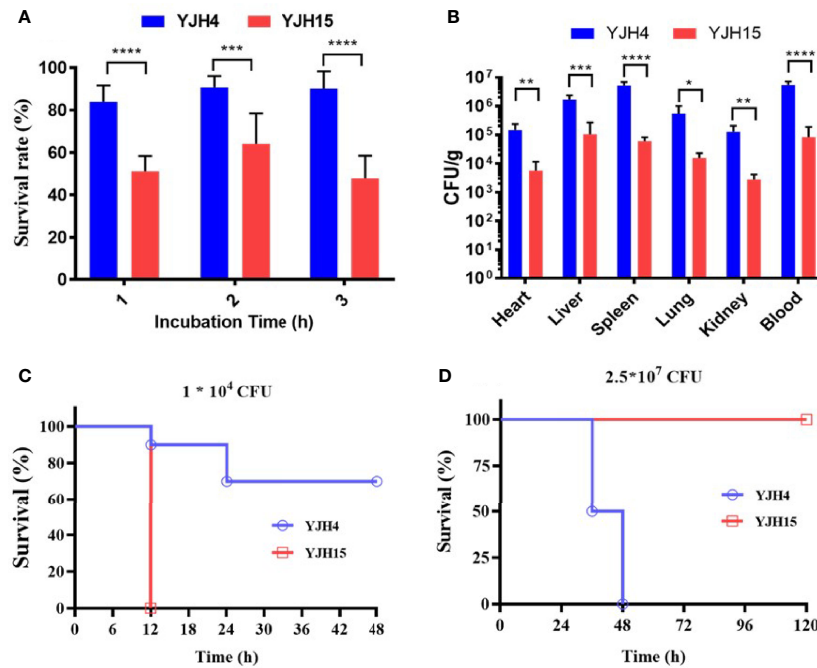 A
YJH4 YJH15
**** *** ****
Survival rate (%)
100
80
60
40
20
0
1 2 3
Incubation Time (h)
B
YJH4 YJH15
** *** **** * ** ****
CFU/g
10⁷
10⁶
10⁵
10⁴
10³
10²
10¹
10⁰
Heart Liver Spleen Lung Kidney Blood
C
1 * 10⁴ CFU
Survival (%)
100
80
60
40
20
0
YJH4
YJH15
0 6 12 24 30 36 42 48
Time (h)
D
2.5*10⁷ CFU
Survival (%)
100
75
50
25
0
YJH4
YJH15
0 24 48 72 96 120
Time (h)